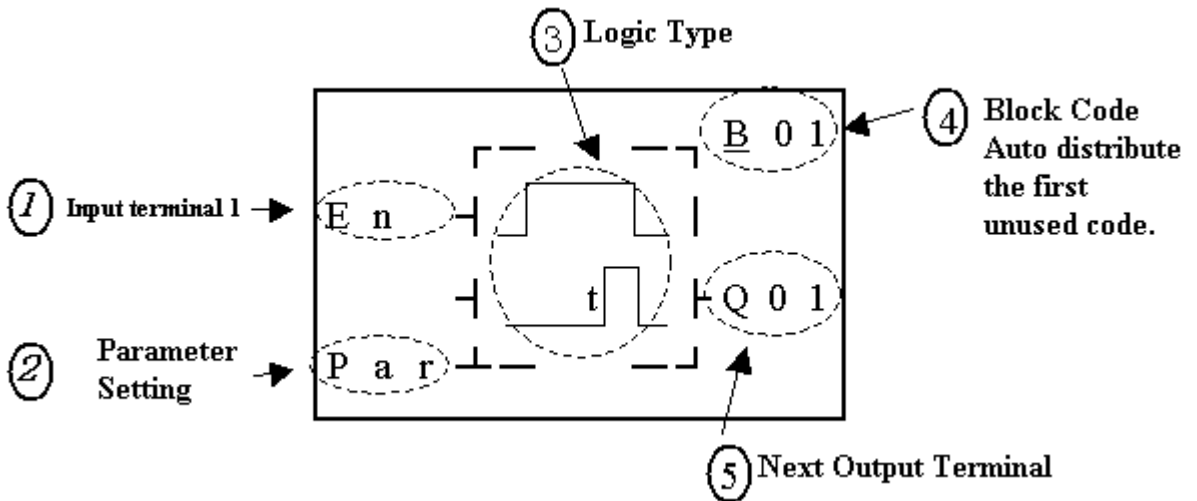 3 Logic Type
B 0 1
4 Block Code
Auto distribute
the first
unused code.
1 Input terminal 1
E n
t
Q 0 1
2 Parameter
Setting
P a r
5 Next Output Terminal